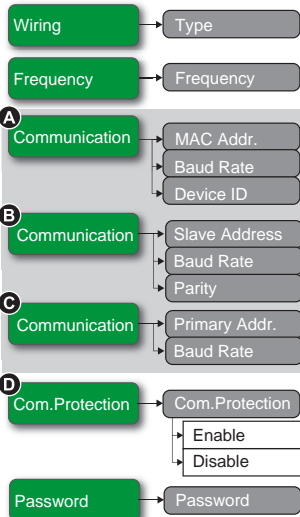 Wiring Type
Frequency Frequency
A
Communication MAC Addr.
Baud Rate
Device ID
B
Communication Slave Address
Baud Rate
Parity
C
Communication Primary Addr.
Baud Rate
D
Com.Protection Com.Protection
Enable
Disable
Password Password